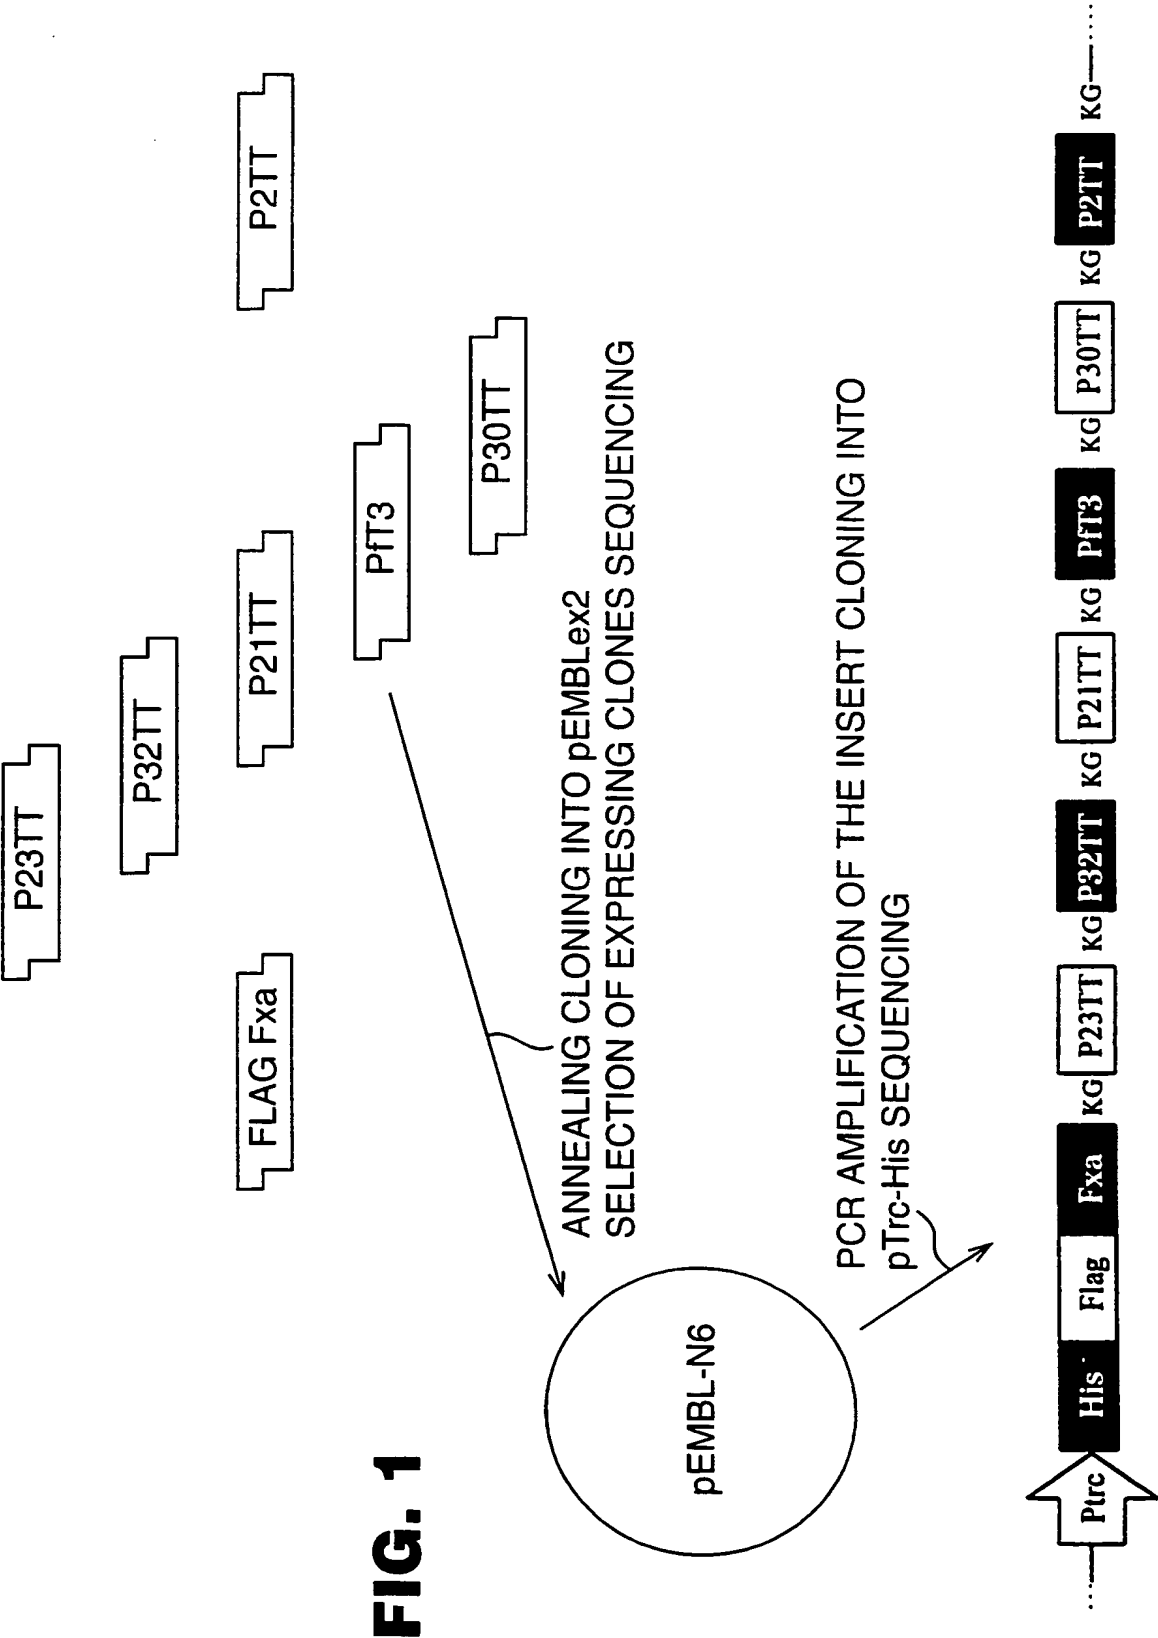 FIG. 1
P23TT
P32TT
FLAG Fxa
P21TT
P2TT
PfT3
P30TT
ANNEALING CLONING INTO pEMBLex2
SELECTION OF EXPRESSING CLONES SEQUENCING
pEMBL-N6
PCR AMPLIFICATION OF THE INSERT CLONING INTO
pTrc-His SEQUENCING
Ptrc His Flag Fxa KG P23TT KG P32TT KG P21TT KG PfT3 KG P30TT KG P2TT KG